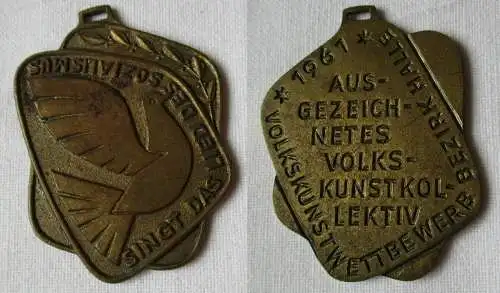 SINGT DAS LIED DES SOZIALISMUS
* 1961 *
AUS-
GEZEICH-
NETES
VOLKS-
KUNSTKOL-
LEKTIV
VOLKSKUNSTWETTBEWERB BEZIRK HALLE